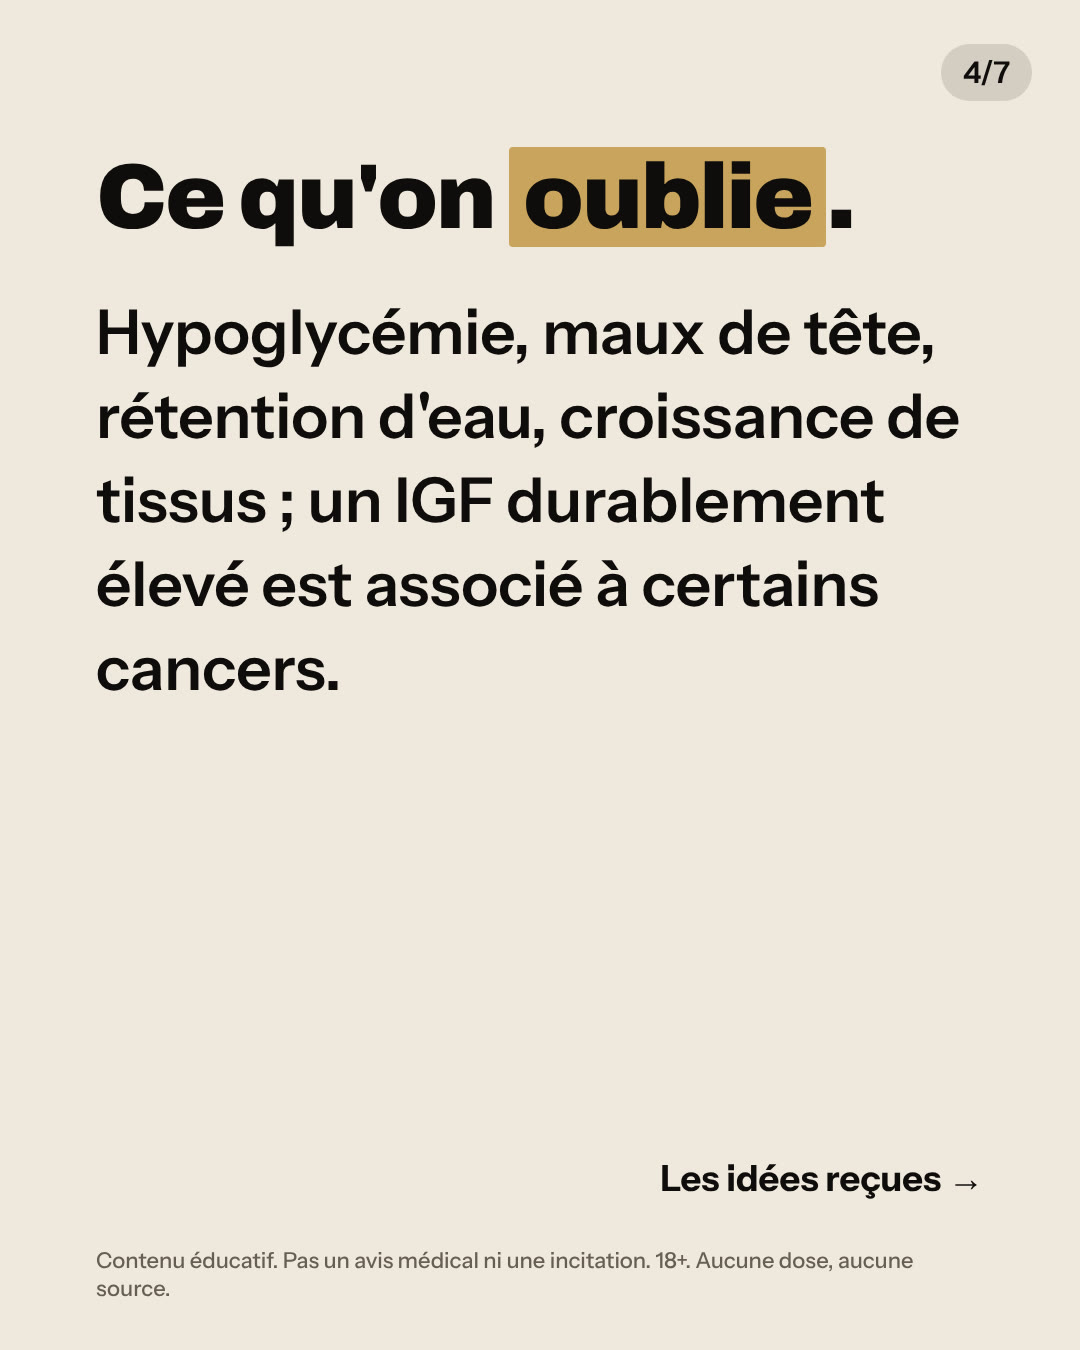 4/7
Ce qu'on oublie.
Hypoglycémie, maux de tête,
rétention d'eau, croissance de
tissus ; un IGF durablement
élevé est associé à certains
cancers.
Les idées reçues →
Contenu éducatif. Pas un avis médical ni une incitation. 18+. Aucune dose, aucune
source.